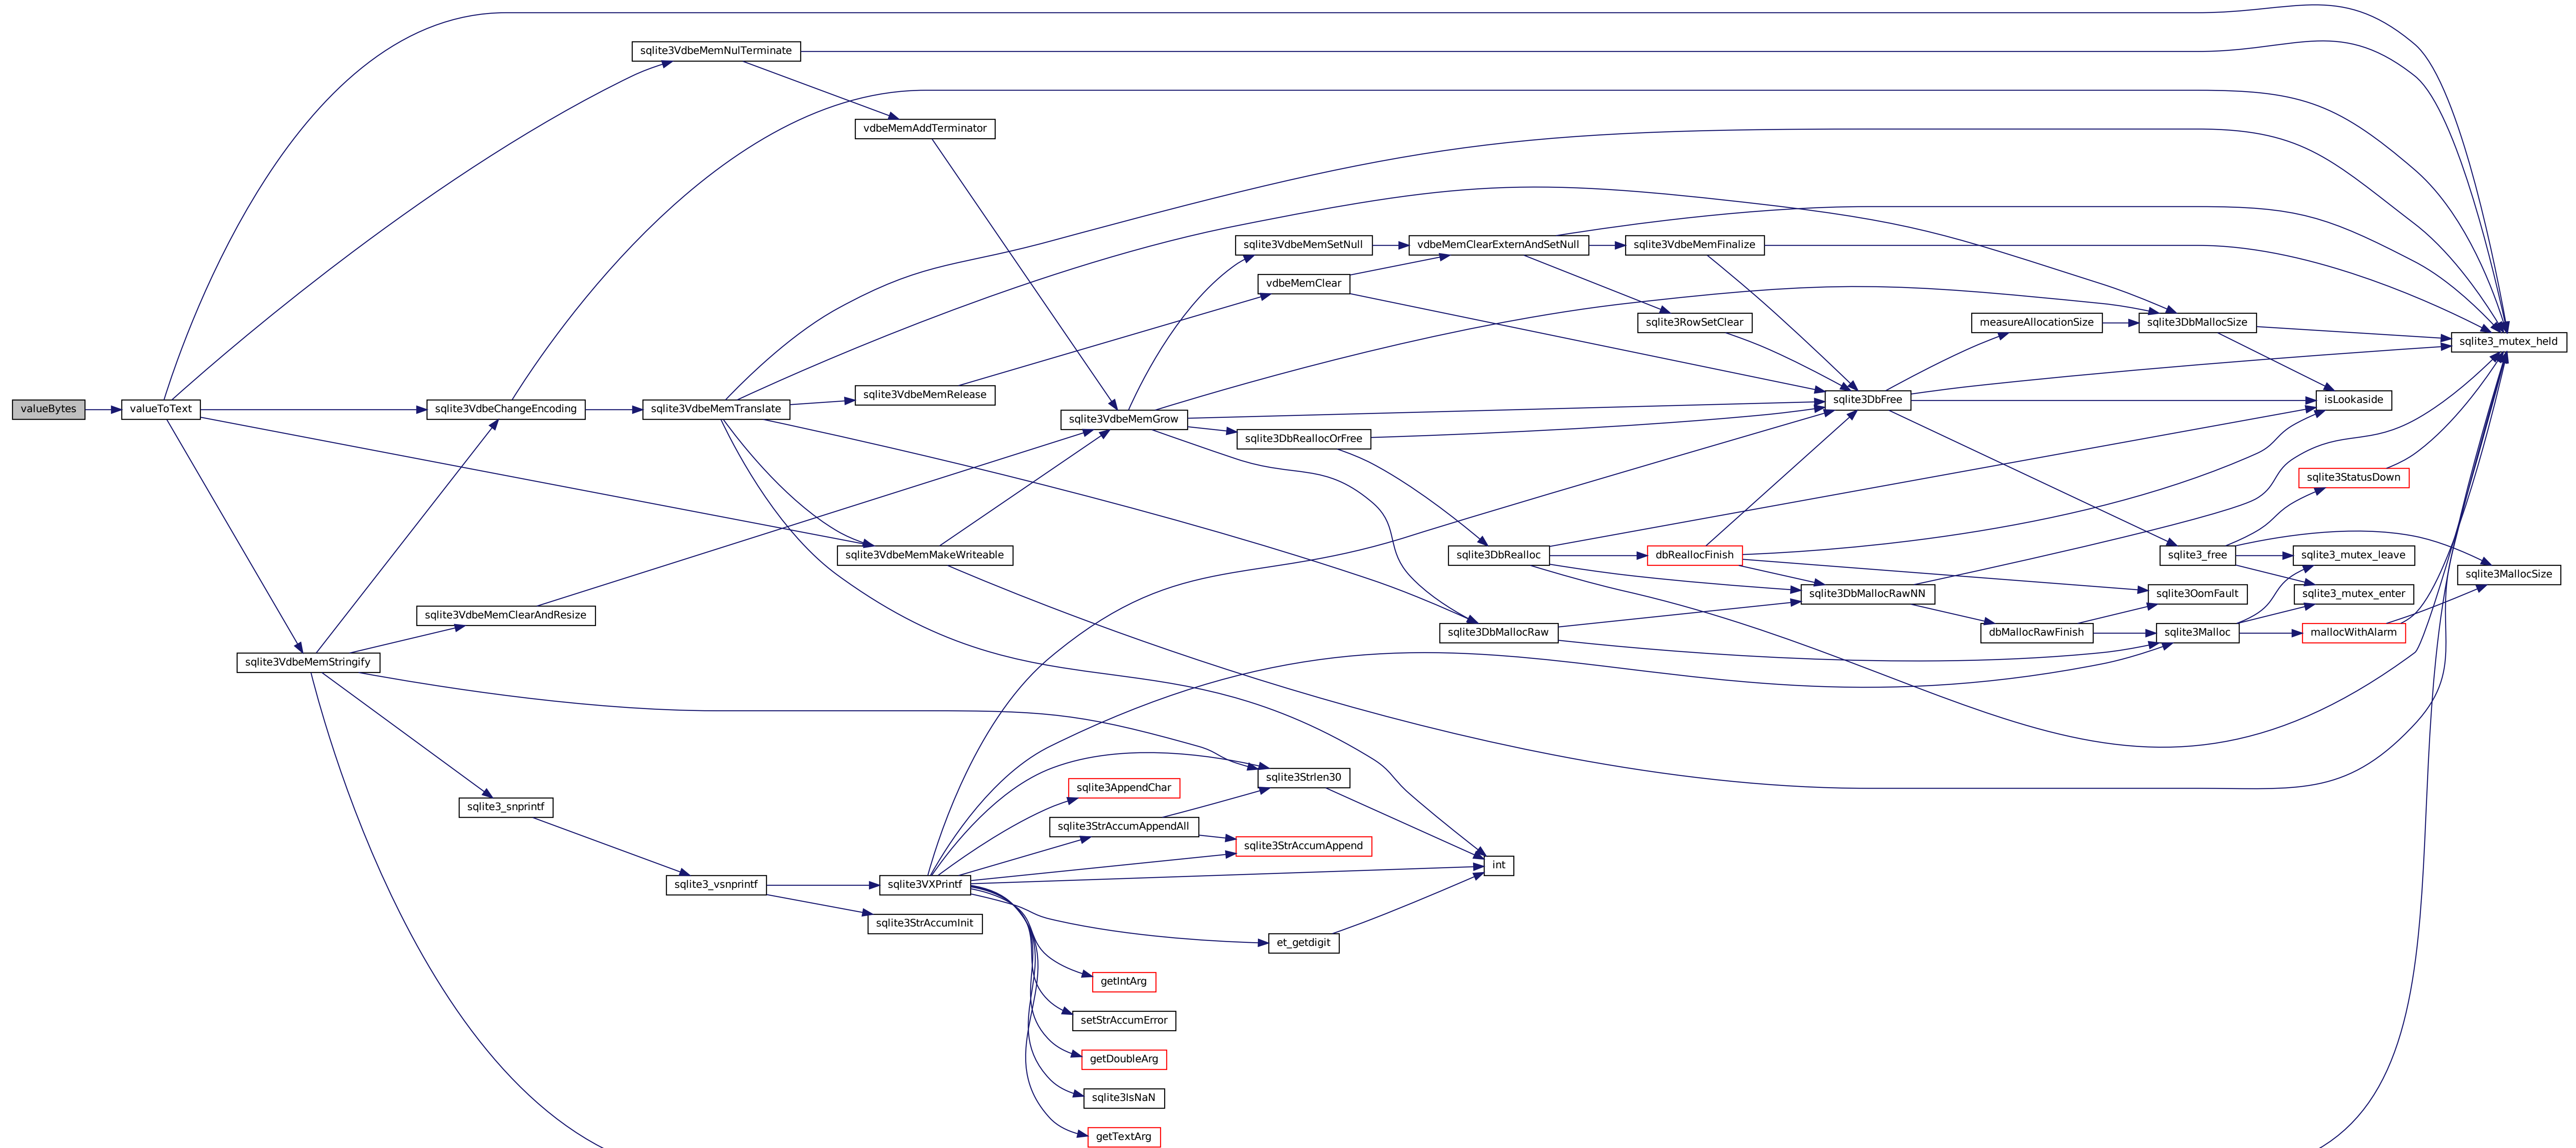 valueBytes
valueToText
sqlite3VdbeMemNulTerminate
sqlite3VdbeChangeEncoding
sqlite3VdbeMemStringify
sqlite3VdbeMemClearAndResize
sqlite3_snprintf
sqlite3VdbeMemTranslate
sqlite3_vsnprintf
vdbeMemAddTerminator
sqlite3VdbeMemRelease
sqlite3VdbeMemMakeWriteable
sqlite3VXPrintf
sqlite3StrAccumInit
sqlite3VdbeMemGrow
sqlite3AppendChar
sqlite3StrAccumAppendAll
getIntArg
setStrAccumError
getDoubleArg
sqlite3IsNaN
getTextArg
sqlite3VdbeMemSetNull
vdbeMemClear
sqlite3DbReallocOrFree
sqlite3Strlen30
sqlite3StrAccumAppend
et_getdigit
vdbeMemClearExternAndSetNull
sqlite3DbRealloc
sqlite3DbMallocRaw
int
sqlite3VdbeMemFinalize
sqlite3RowSetClear
dbReallocFinish
sqlite3DbFree
sqlite3DbMallocRawNN
measureAllocationSize
dbMallocRawFinish
sqlite3DbMallocSize
sqlite3_free
sqlite3OomFault
sqlite3Malloc
isLookaside
sqlite3StatusDown
sqlite3_mutex_leave
sqlite3_mutex_enter
mallocWithAlarm
sqlite3_mutex_held
sqlite3MallocSize